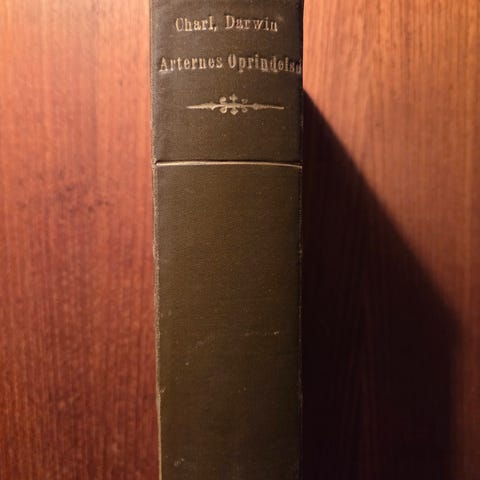 Charl, Darwin
Arternes Oprindelse